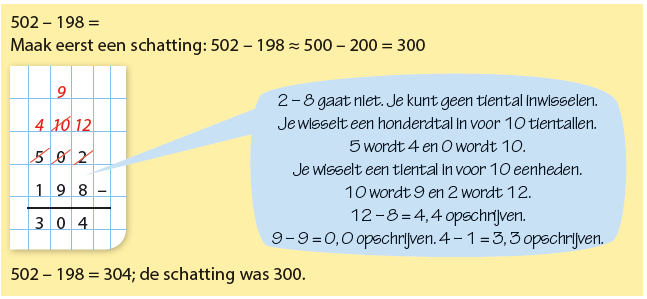 502 – 198 =
Maak eerst een schatting: 502 – 198 ≈ 500 – 200 = 300
9
4 10 12
5 0 2
1 9 8 –
3 0 4
2 – 8 gaat niet. Je kunt geen tiental inwisselen.
Je wisselt een honderdtal in voor 10 tientallen.
5 wordt 4 en 0 wordt 10.
Je wisselt een tiental in voor 10 eenheden.
10 wordt 9 en 2 wordt 12.
12 – 8 = 4, 4 opschrijven.
9 – 9 = 0, 0 opschrijven. 4 – 1 = 3, 3 opschrijven.
502 – 198 = 304; de schatting was 300.